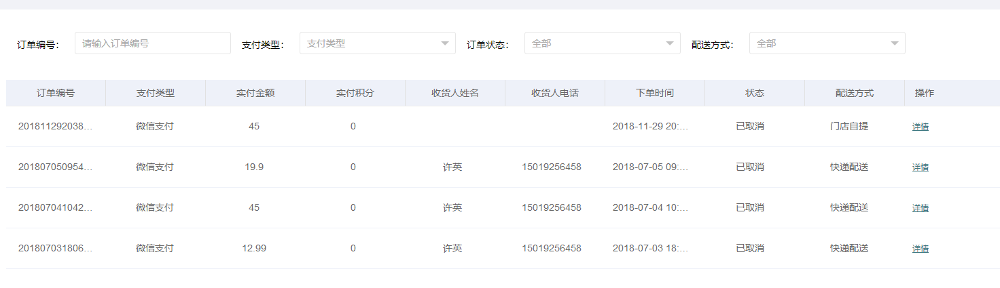 订单编号: 请输入订单编号 支付类型: 支付类型 订单状态: 全部 配送方式: 全部
订单编号 支付类型 实付金额 实付积分 收货人姓名 收货人电话 下单时间 状态 配送方式 操作
201811292038... 微信支付 45 0 2018-11-29 20:... 已取消 门店自提 详情
201807050954... 微信支付 19.9 0 许英 15019256458 2018-07-05 09:... 已取消 快递配送 详情
201807041042... 微信支付 45 0 许英 15019256458 2018-07-04 10:... 已取消 快递配送 详情
201807031806... 微信支付 12.99 0 许英 15019256458 2018-07-03 18:... 已取消 快递配送 详情